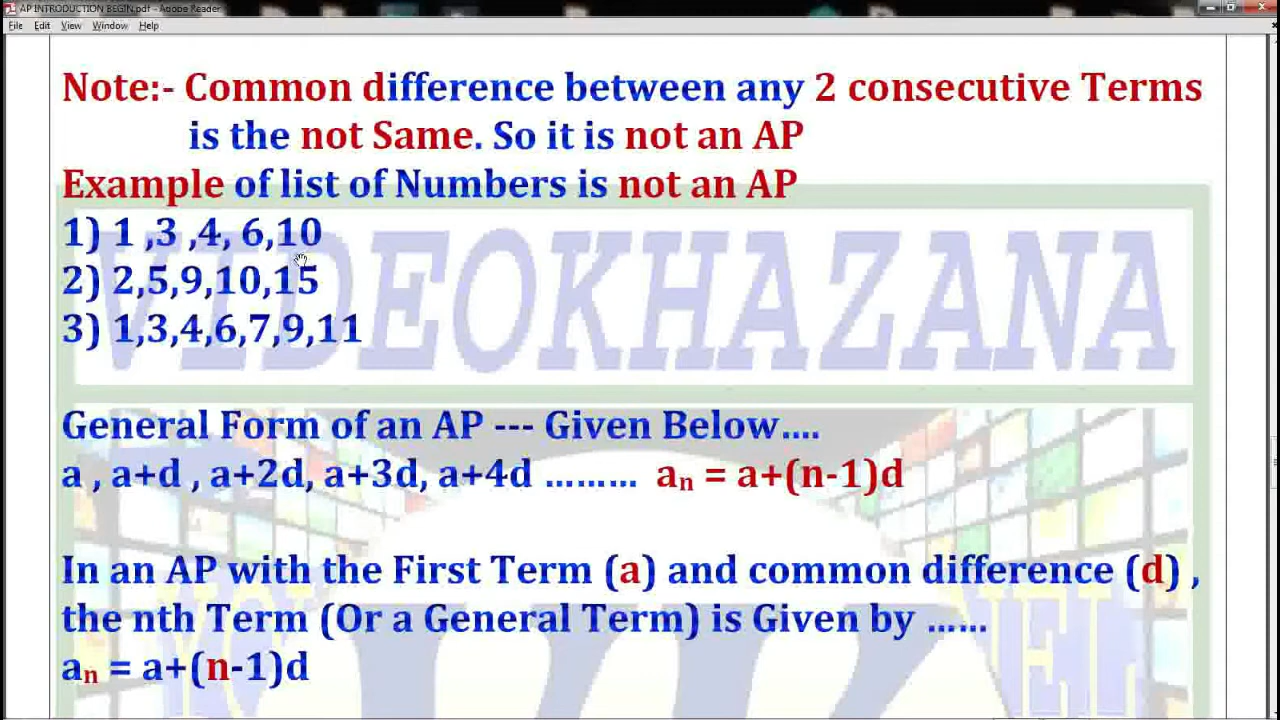 AP INTRODUCTION BEGIN.pdf - Adobe Reader
File Edit View Window Help
Note:- Common difference between any 2 consecutive Terms
is the not Same. So it is not an AP
Example of list of Numbers is not an AP
1) 1 ,3 ,4, 6,10
2) 2,5,9,10,15
3) 1,3,4,6,7,9,11
VIDEOKHAZANA
General Form of an AP --- Given Below....
a , a+d , a+2d, a+3d, a+4d ......... an = a+(n-1)d
In an AP with the First Term (a) and common difference (d) ,
the nth Term (Or a General Term) is Given by ......
an = a+(n-1)d